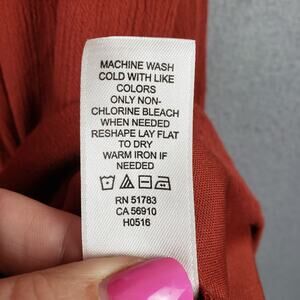 MACHINE WASH
COLD WITH LIKE
COLORS
ONLY NON-
CHLORINE BLEACH
WHEN NEEDED
RESHAPE LAY FLAT
TO DRY
WARM IRON IF
NEEDED
RN 51783
CA 56910
H0516